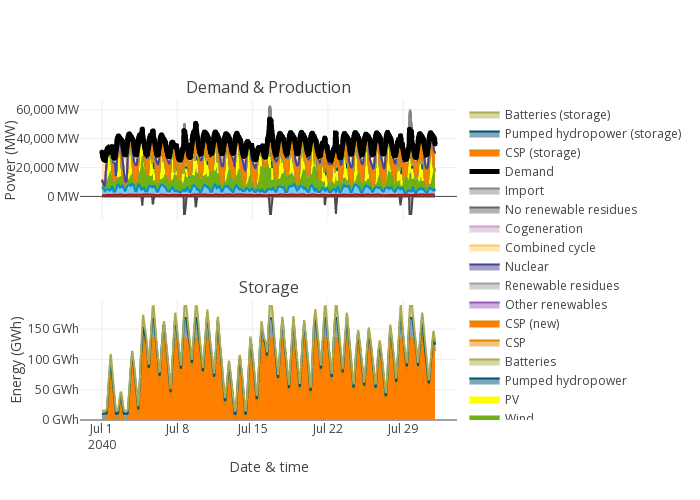 Demand & Production
Power (MW)
60,000 MW
40,000 MW
20,000 MW
0 MW
Storage
Energy (GWh)
150 GWh
100 GWh
50 GWh
0 GWh
Jul 1
2040
Jul 8
Jul 15
Jul 22
Jul 29
Date & time
Batteries (storage)
Pumped hydropower (storage)
CSP (storage)
Demand
Import
No renewable residues
Cogeneration
Combined cycle
Nuclear
Renewable residues
Other renewables
CSP (new)
CSP
Batteries
Pumped hydropower
PV
Wind